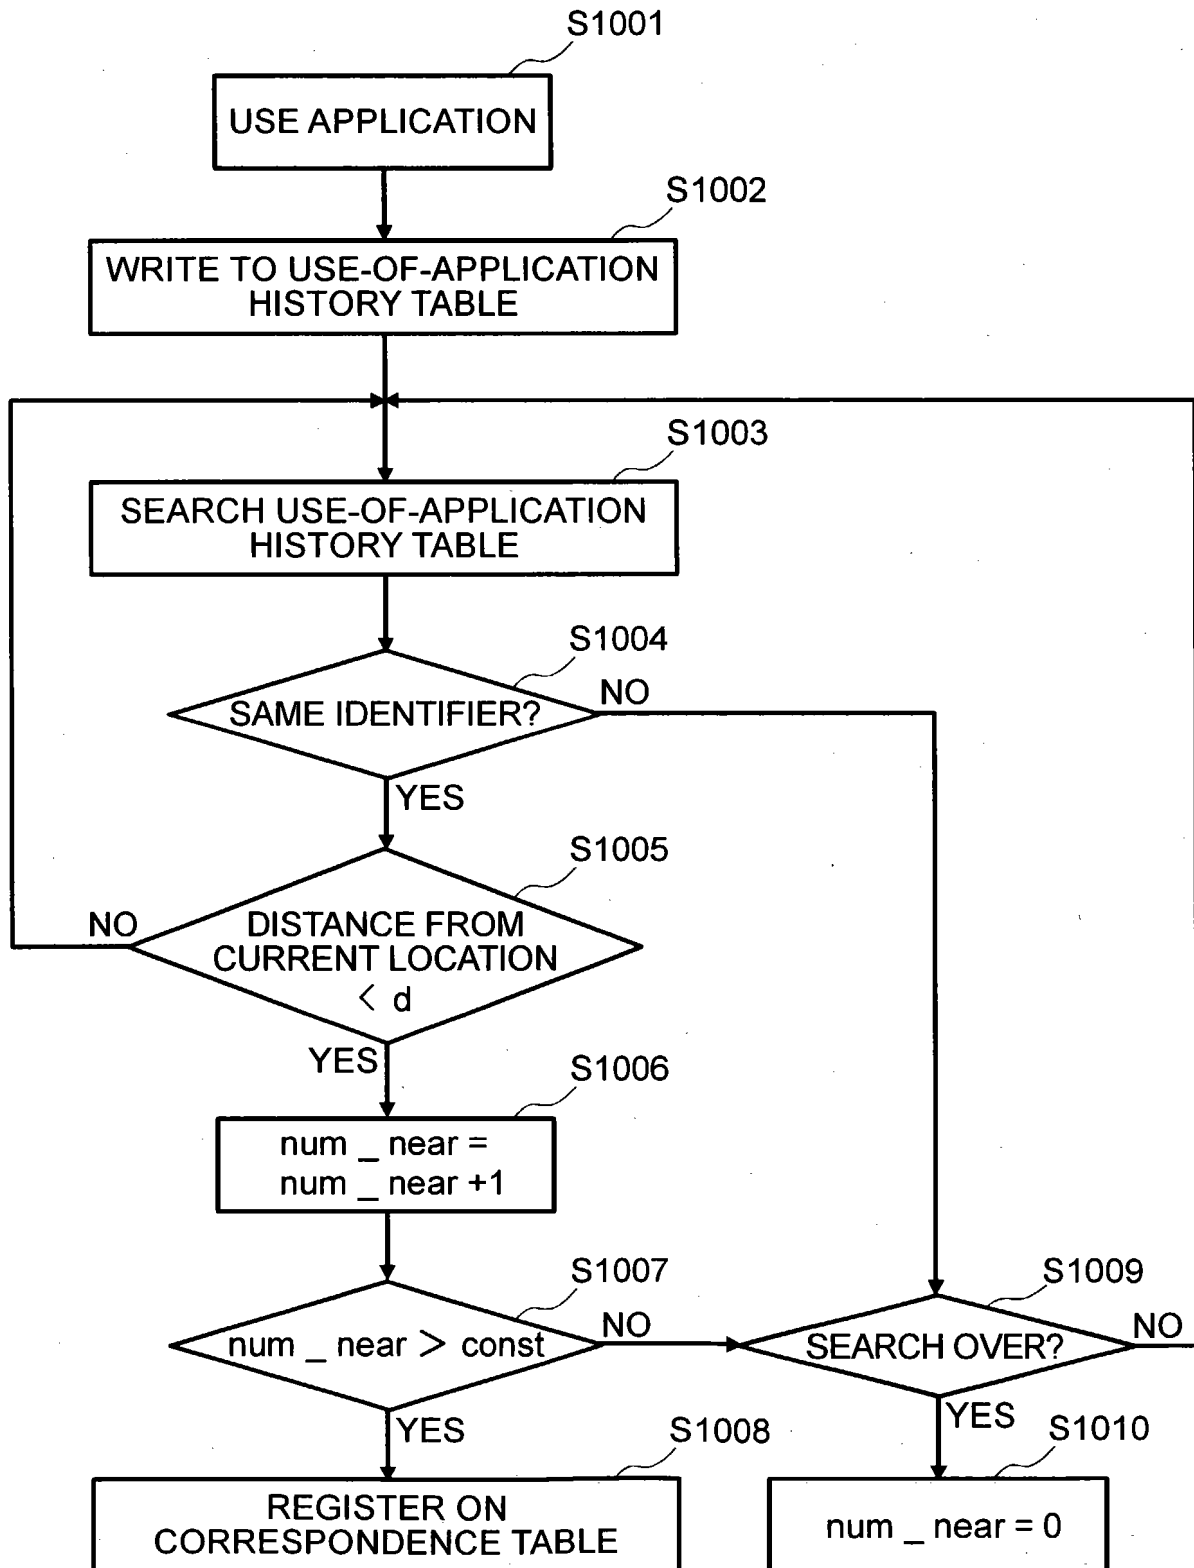 S1001
USE APPLICATION
S1002
WRITE TO USE-OF-APPLICATION
HISTORY TABLE
S1003
SEARCH USE-OF-APPLICATION
HISTORY TABLE
S1004
SAME IDENTIFIER?
NO
YES
S1005
NO
DISTANCE FROM
CURRENT LOCATION
< d
YES
S1006
num _ near =
num _ near +1
S1007
num _ near > const
NO
S1009
SEARCH OVER?
NO
YES
YES
S1008
REGISTER ON
CORRESPONDENCE TABLE
S1010
num _ near = 0